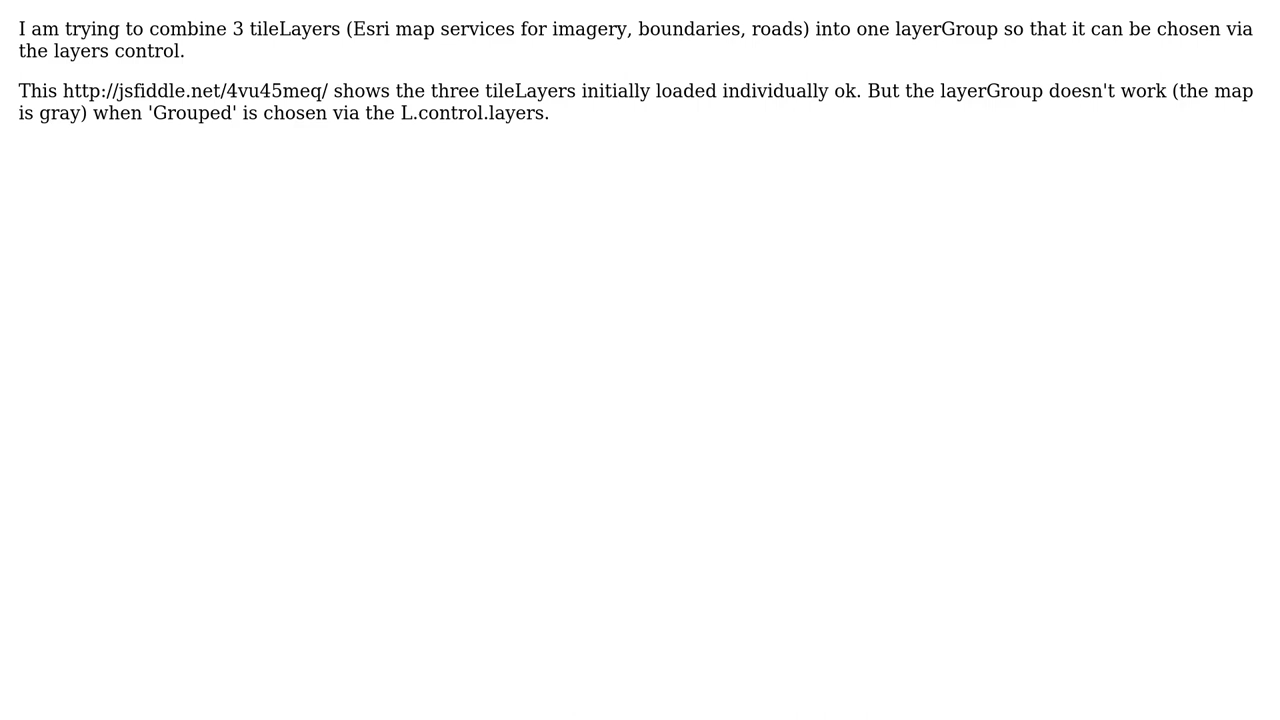 I am trying to combine 3 tileLayers (Esri map services for imagery, boundaries, roads) into one layerGroup so that it can be chosen via
the layers control.
This http://jsfiddle.net/4vu45meq/ shows the three tileLayers initially loaded individually ok. But the layerGroup doesn't work (the map
is gray) when 'Grouped' is chosen via the L.control.layers.